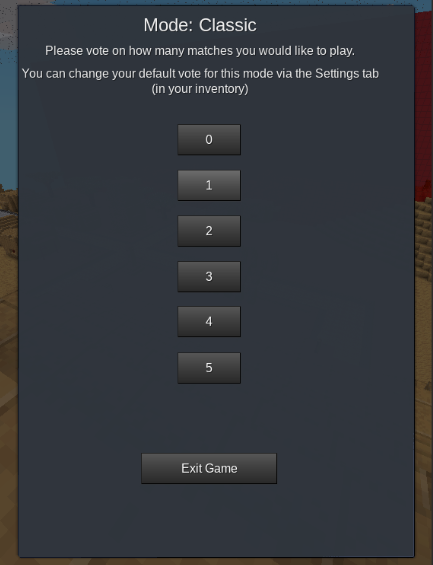 Mode: Classic
Please vote on how many matches you would like to play.
You can change your default vote for this mode via the Settings tab
(in your inventory)
0
1
2
3
4
5
Exit Game